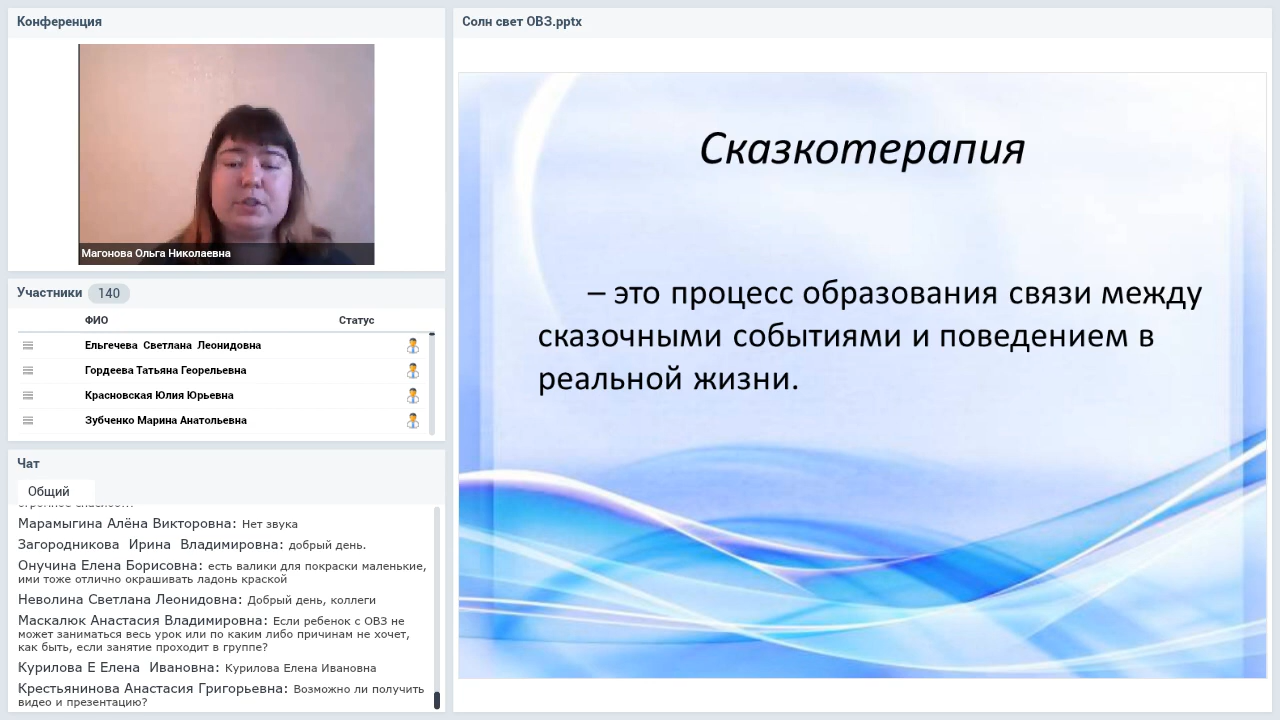 Конференция
Магонова Ольга Николаевна
Участники 140
ФИО Статус
Ельгечева Светлана Леонидовна
Гордеева Татьяна Георельевна
Красновская Юлия Юрьевна
Зубченко Марина Анатольевна
Чат
Общий
Марамыгина Алёна Викторовна: Нет звука
Загородникова Ирина Владимировна: добрый день.
Онучина Елена Борисовна: есть валики для покраски маленькие,
ими тоже отлично окрашивать ладонь краской
Неволина Светлана Леонидовна: Добрый день, коллеги
Маскалюк Анастасия Владимировна: Если ребенок с ОВЗ не
может заниматься весь урок или по каким либо причинам не хочет,
как быть, если занятие проходит в группе?
Курилова Е Елена Ивановна: Курилова Елена Ивановна
Крестьянинова Анастасия Григорьевна: Возможно ли получить
видео и презентацию?
Солн свет ОВЗ.pptx
Сказкотерапия
– это процесс образования связи между
сказочными событиями и поведением в
реальной жизни.